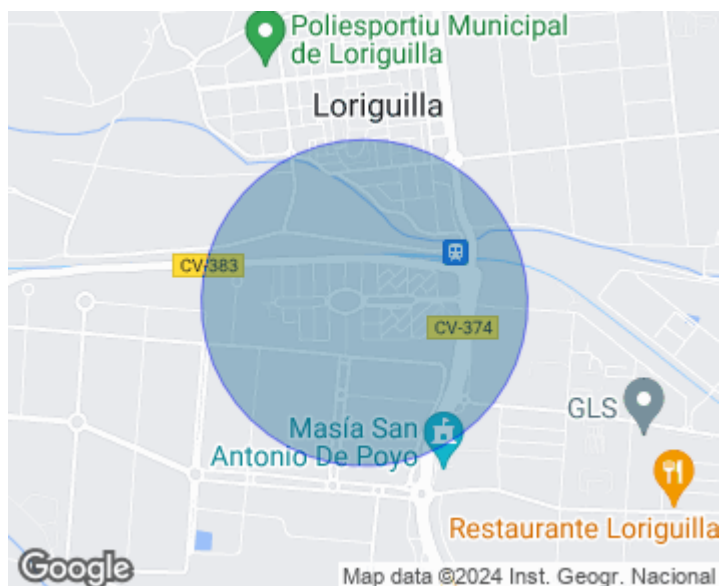 Poliesportiu Municipal
de Loriguilla
Loriguilla
CV-383
CV-374
GLS
Masía San
Antonio De Poyo
Restaurante Loriguilla
Google
Map data ©2024 Inst. Geogr. Nacional